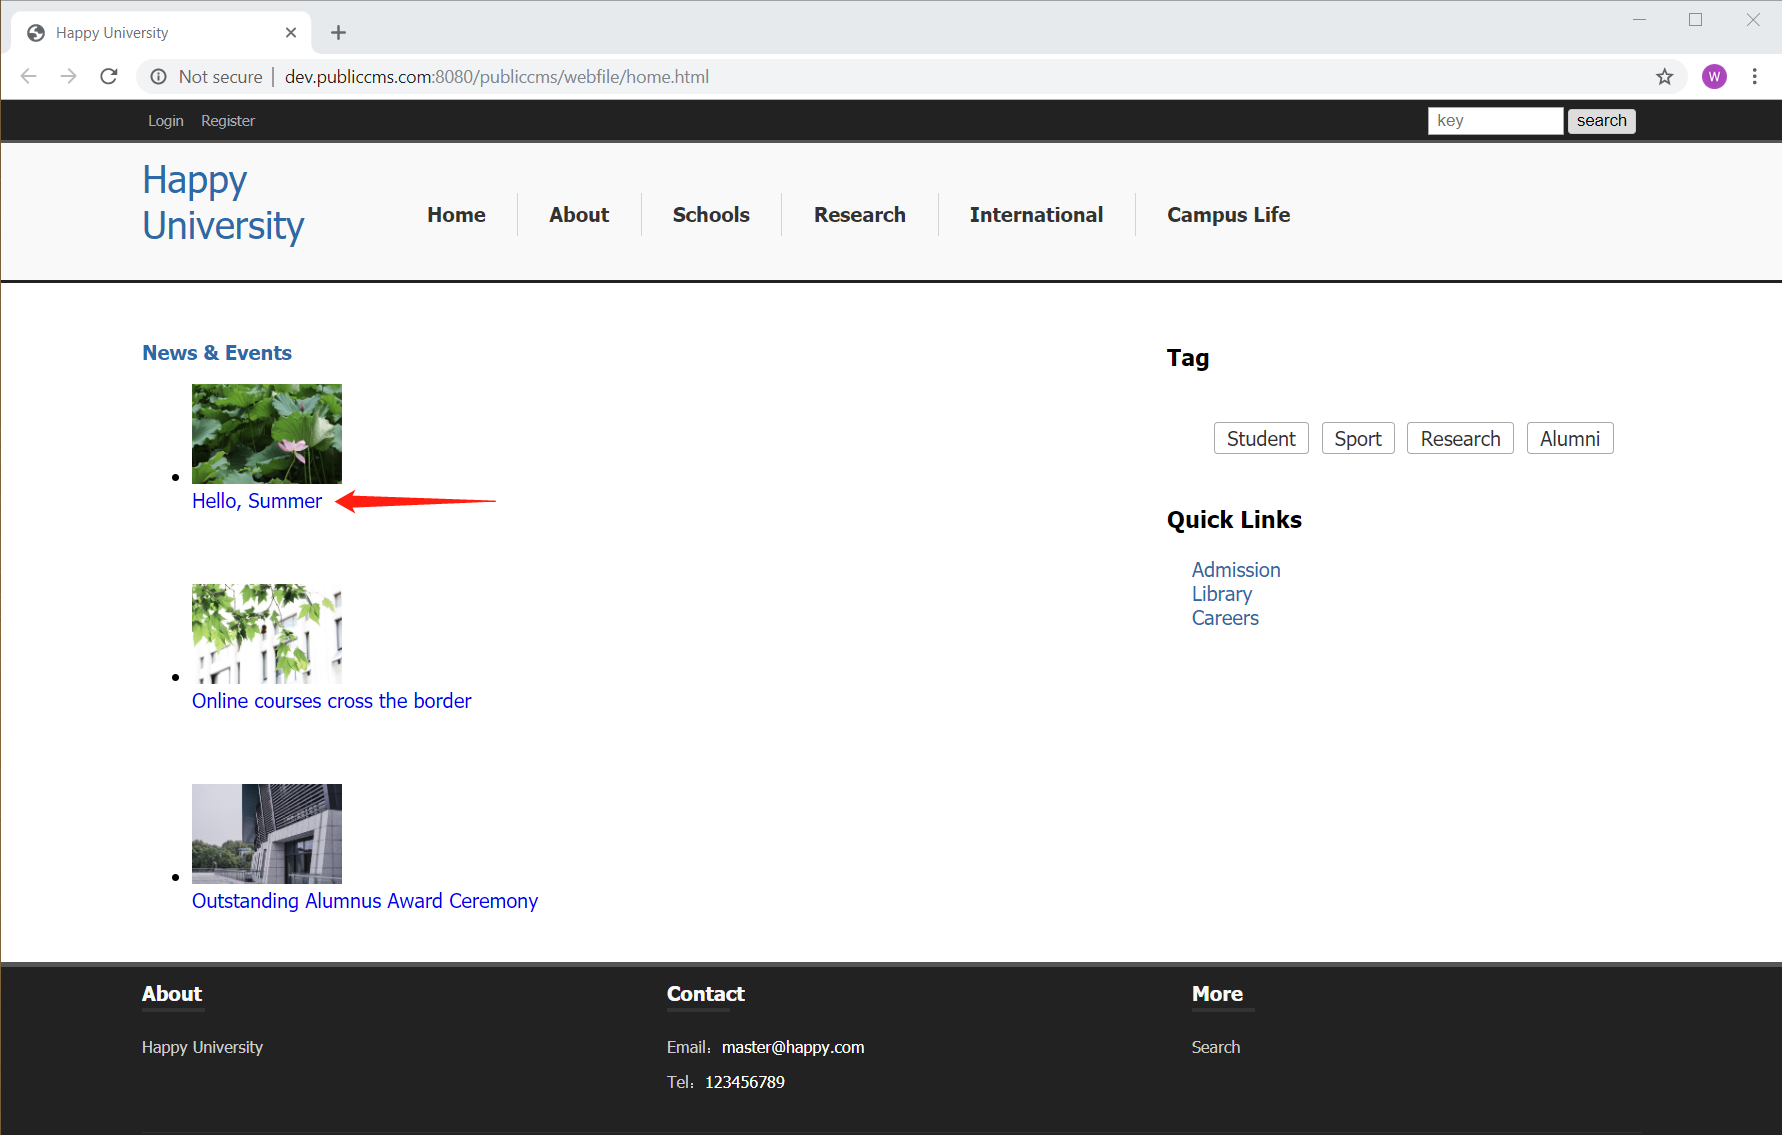 Happy University
Not secure | dev.publiccms.com:8080/publiccms/webfile/home.html
W
Login Register
key search
Happy
University
Home About Schools Research International Campus Life
News & Events
Hello, Summer
Online courses cross the border
Outstanding Alumnus Award Ceremony
Tag
Student Sport Research Alumni
Quick Links
Admission
Library
Careers
About
Happy University
Contact
Email：master@happy.com
Tel：123456789
More
Search